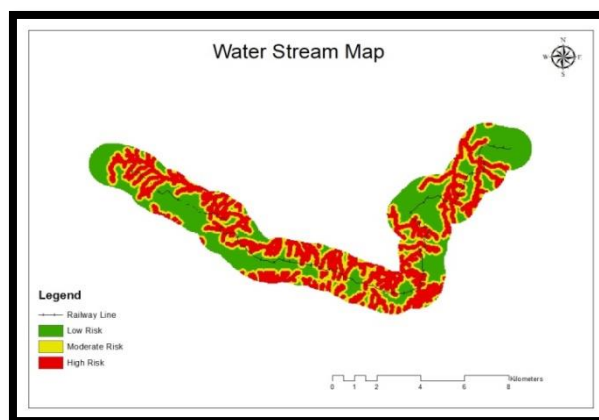 Water Stream Map
N
W E
S
Legend
Railway Line
Low Risk
Moderate Risk
High Risk
Kilometers
0 1 2 4 6 8